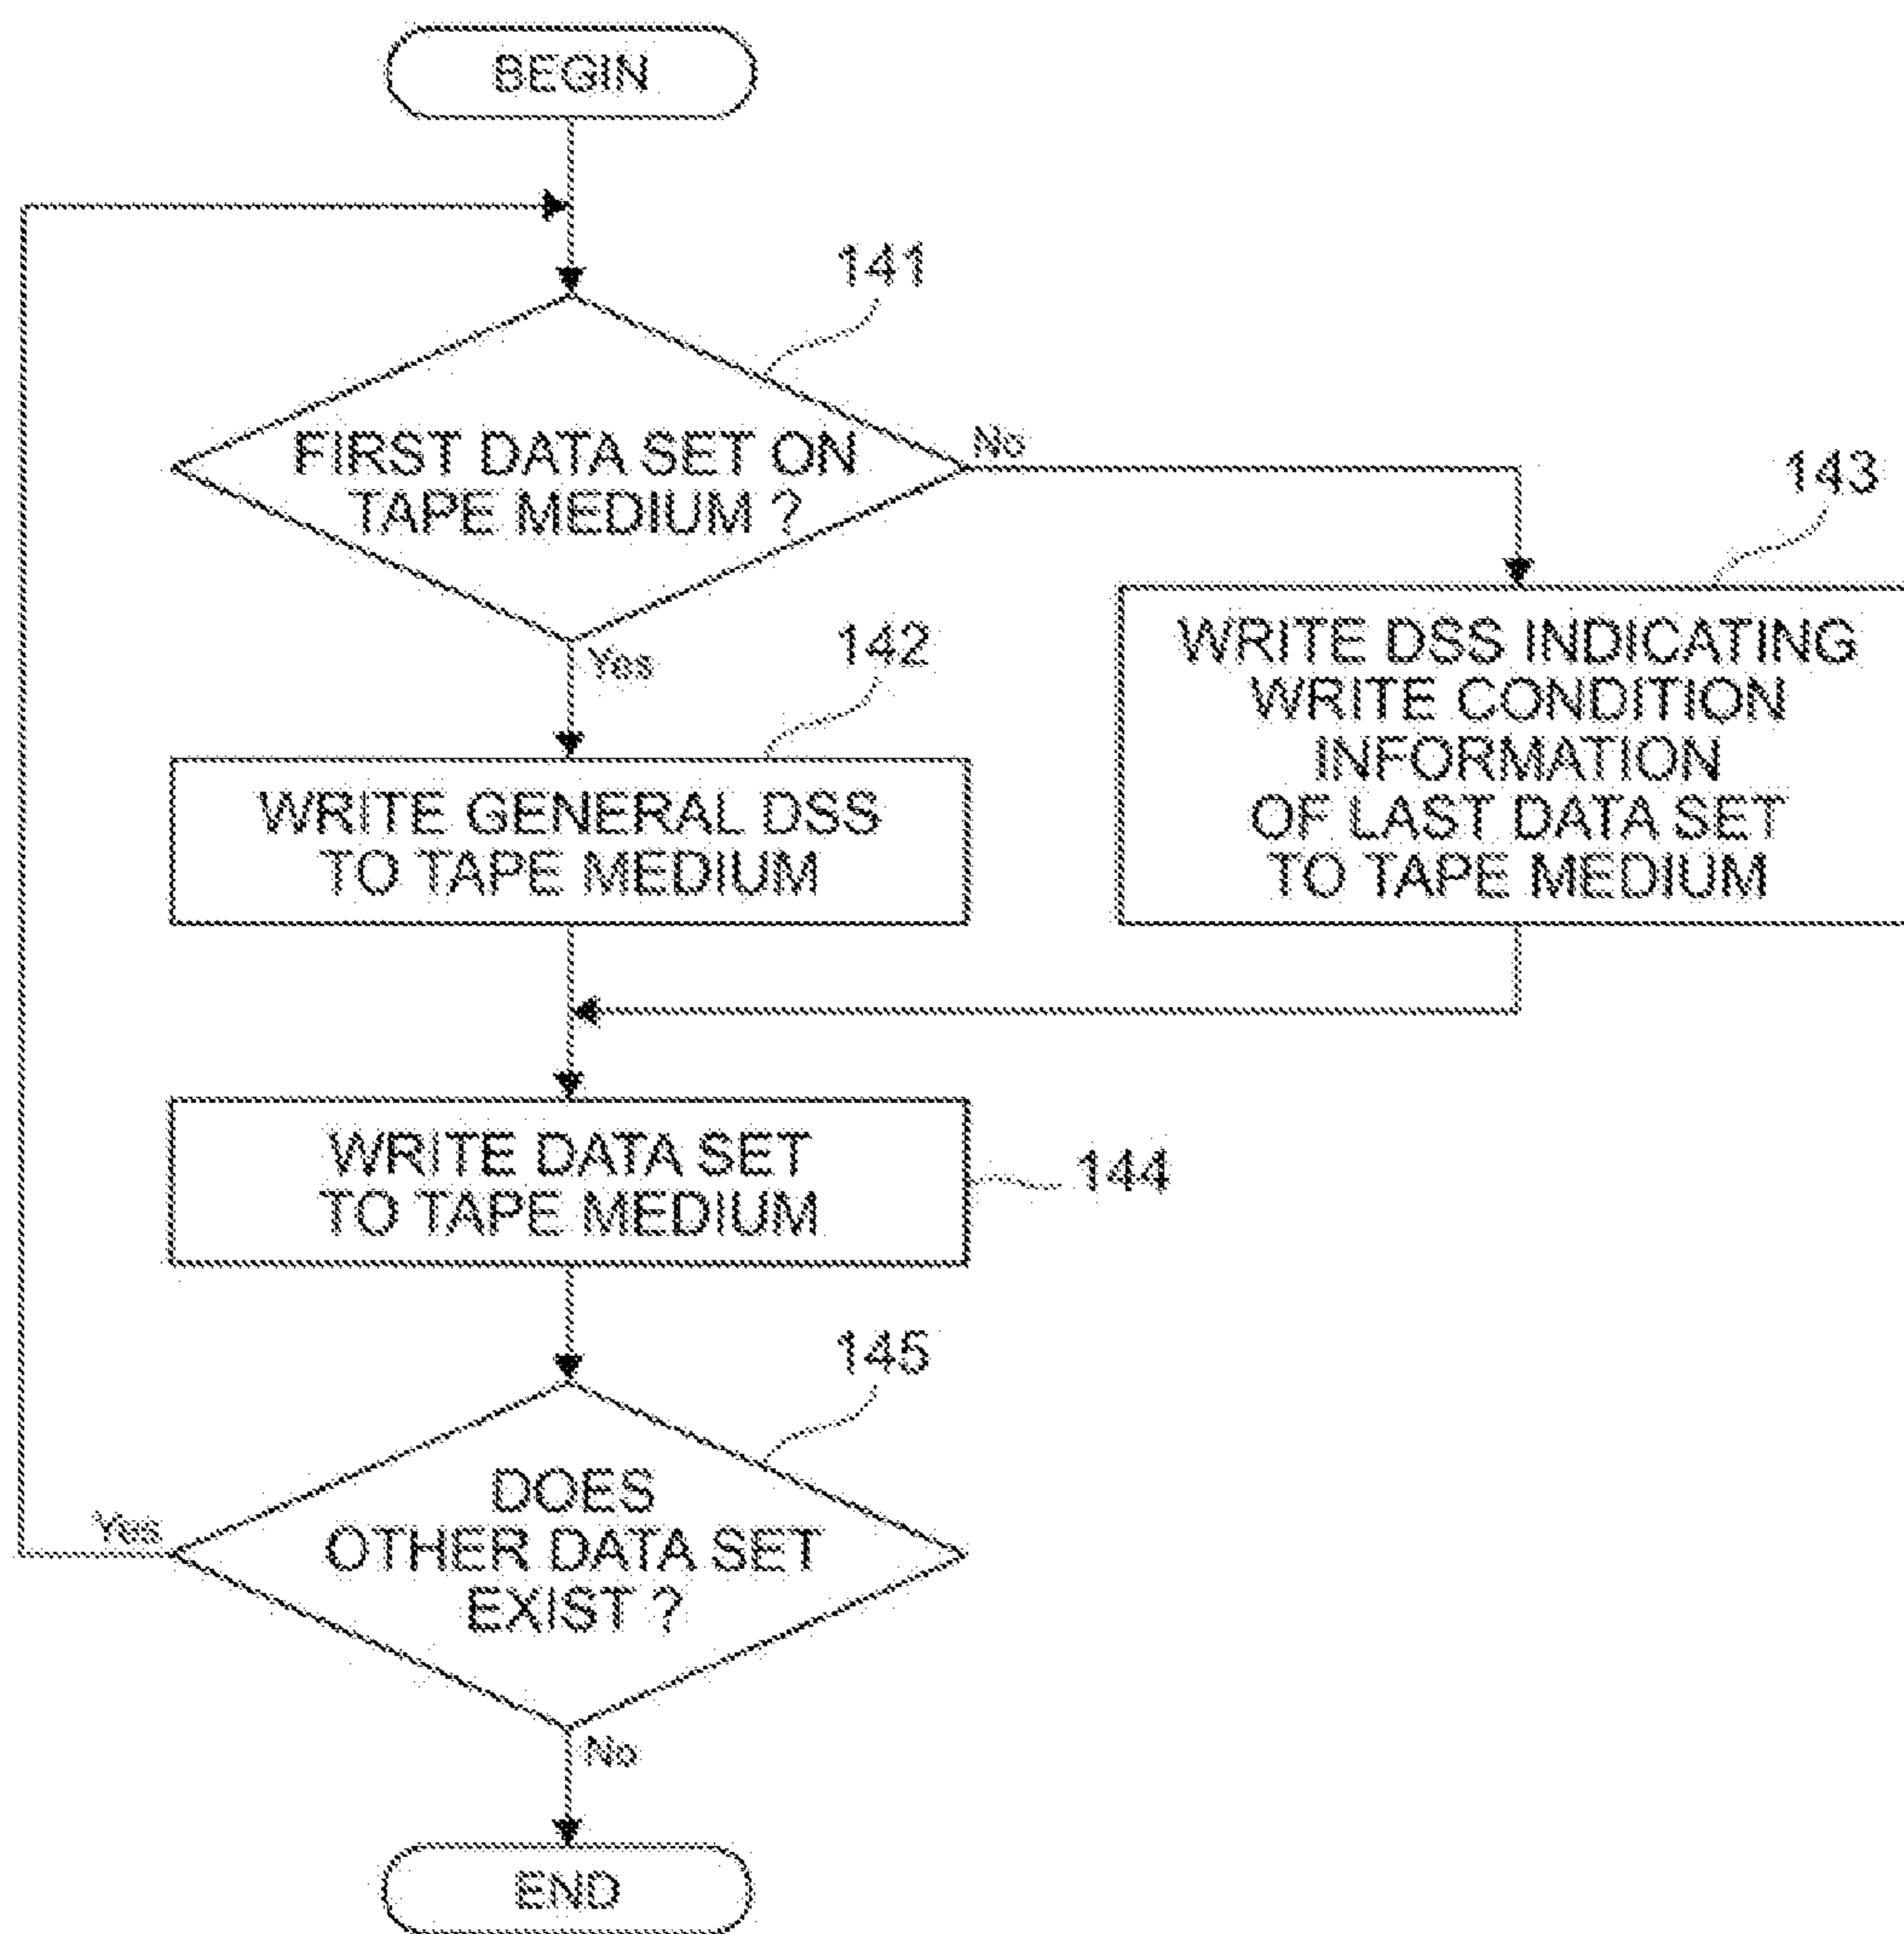 BEGIN
141
FIRST DATA SET ON
TAPE MEDIUM ?
No
143
Yes
142
WRITE DSS INDICATING
WRITE CONDITION
INFORMATION
OF LAST DATA SET
TO TAPE MEDIUM
WRITE GENERAL DSS
TO TAPE MEDIUM
WRITE DATA SET
TO TAPE MEDIUM
144
145
DOES
OTHER DATA SET
EXIST ?
Yes
No
END